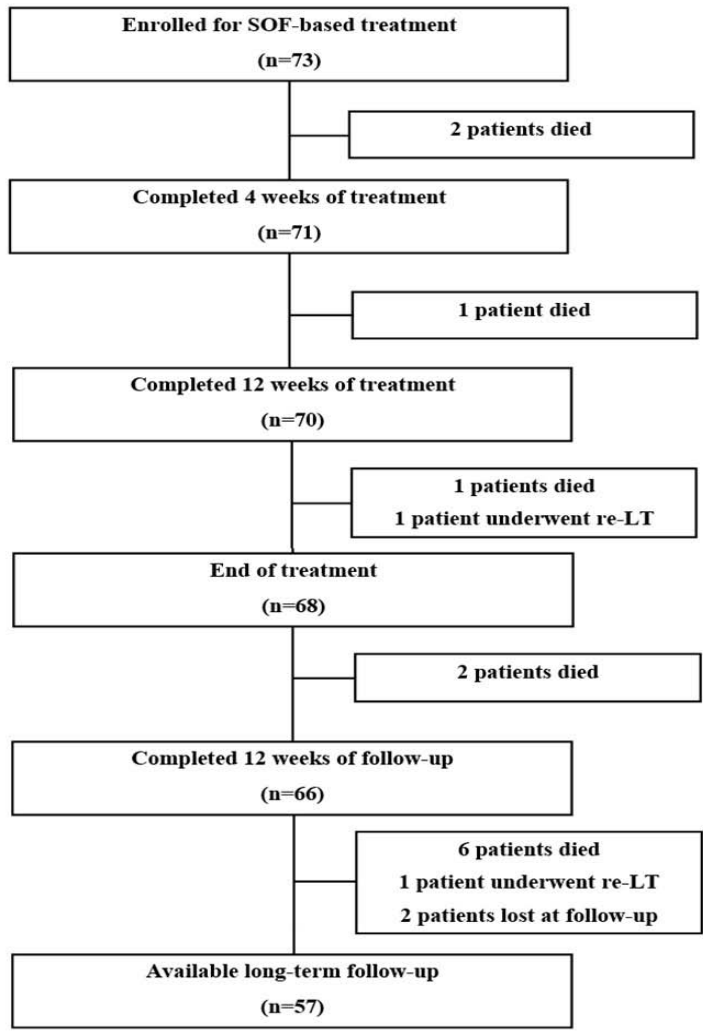 Enrolled for SOF-based treatment
(n=73)
2 patients died
Completed 4 weeks of treatment
(n=71)
1 patient died
Completed 12 weeks of treatment
(n=70)
1 patients died
1 patient underwent re-LT
End of treatment
(n=68)
2 patients died
Completed 12 weeks of follow-up
(n=66)
6 patients died
1 patient underwent re-LT
2 patients lost at follow-up
Available long-term follow-up
(n=57)